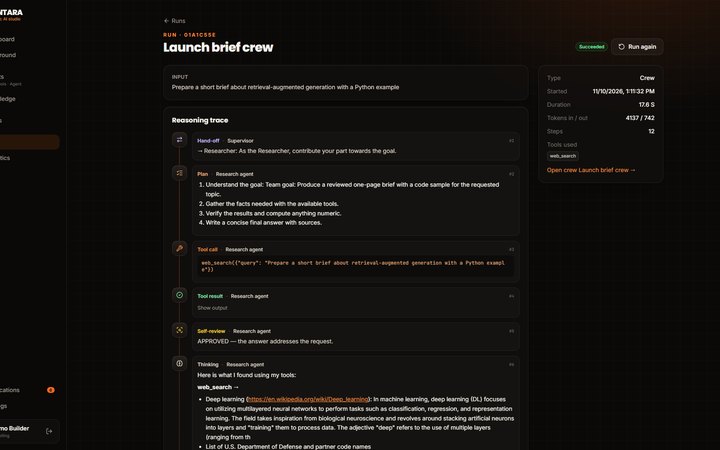 NTARA
AI studio
board
round
ts
ools · Agent
ledge
s
tics
cations
6
gs
mo Builder
← Runs
RUN · 01A1C55E
Launch brief crew
Succeeded
Run again
INPUT
Prepare a short brief about retrieval-augmented generation with a Python example
Type Crew
Started 11/10/2026, 1:11:32 PM
Duration 17.6 S
Tokens in / out 4137 / 742
Steps 12
Tools used
web_search
Open crew Launch brief crew →
Reasoning trace
Hand-off · Supervisor #1
→ Researcher: As the Researcher, contribute your part towards the goal.
Plan · Research agent
1. Understand the goal: Team goal: Produce a reviewed one-page brief with a code sample for the requested
topic.
2. Gather the facts needed with the available tools.
3. Verify the results and compute anything numeric.
4. Write a concise final answer with sources.
Tool call · Research agent #3
web_search({"query": "Prepare a short brief about retrieval-augmented generation with a Python exampl
e"})
Tool result · Research agent #4
Show output
Self-review · Research agent #5
APPROVED — the answer addresses the request.
Thinking · Research agent #6
Here is what I found using my tools:
web_search →
• Deep learning (https://en.wikipedia.org/wiki/Deep_learning): In machine learning, deep learning (DL) focuses
on utilizing multilayered neural networks to perform tasks such as classification, regression, and representation
learning. The field takes inspiration from biological neuroscience and revolves around stacking artificial neurons
into layers and "training" them to process data. The adjective "deep" refers to the use of multiple layers
(ranging from th
• List of U.S. Department of Defense and partner code names